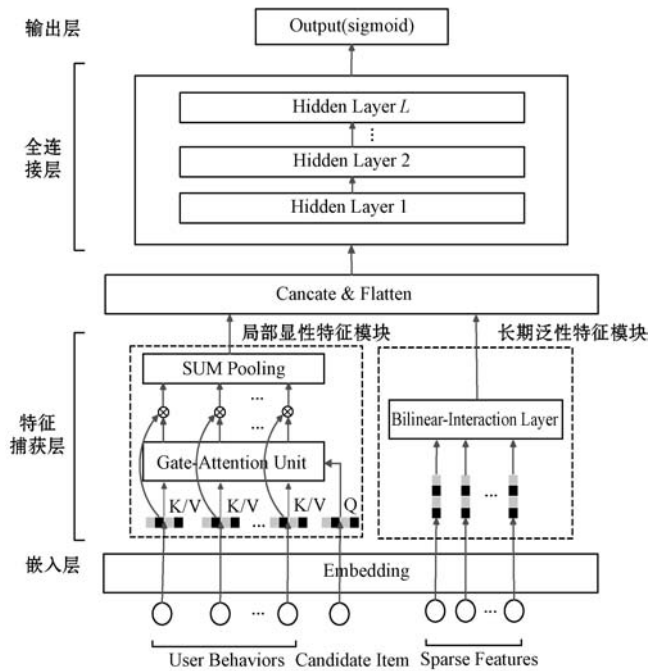 输出层
Output(sigmoid)
全连
接层
Hidden Layer L
...
Hidden Layer 2
Hidden Layer 1
Cancate & Flatten
局部显性特征模块
长期泛性特征模块
特征
捕获层
SUM Pooling
...
...
Gate-Attention Unit
Bilinear-Interaction Layer
K/V K/V K/V Q
...
...
嵌入层
Embedding
...
...
User Behaviors Candidate Item Sparse Features